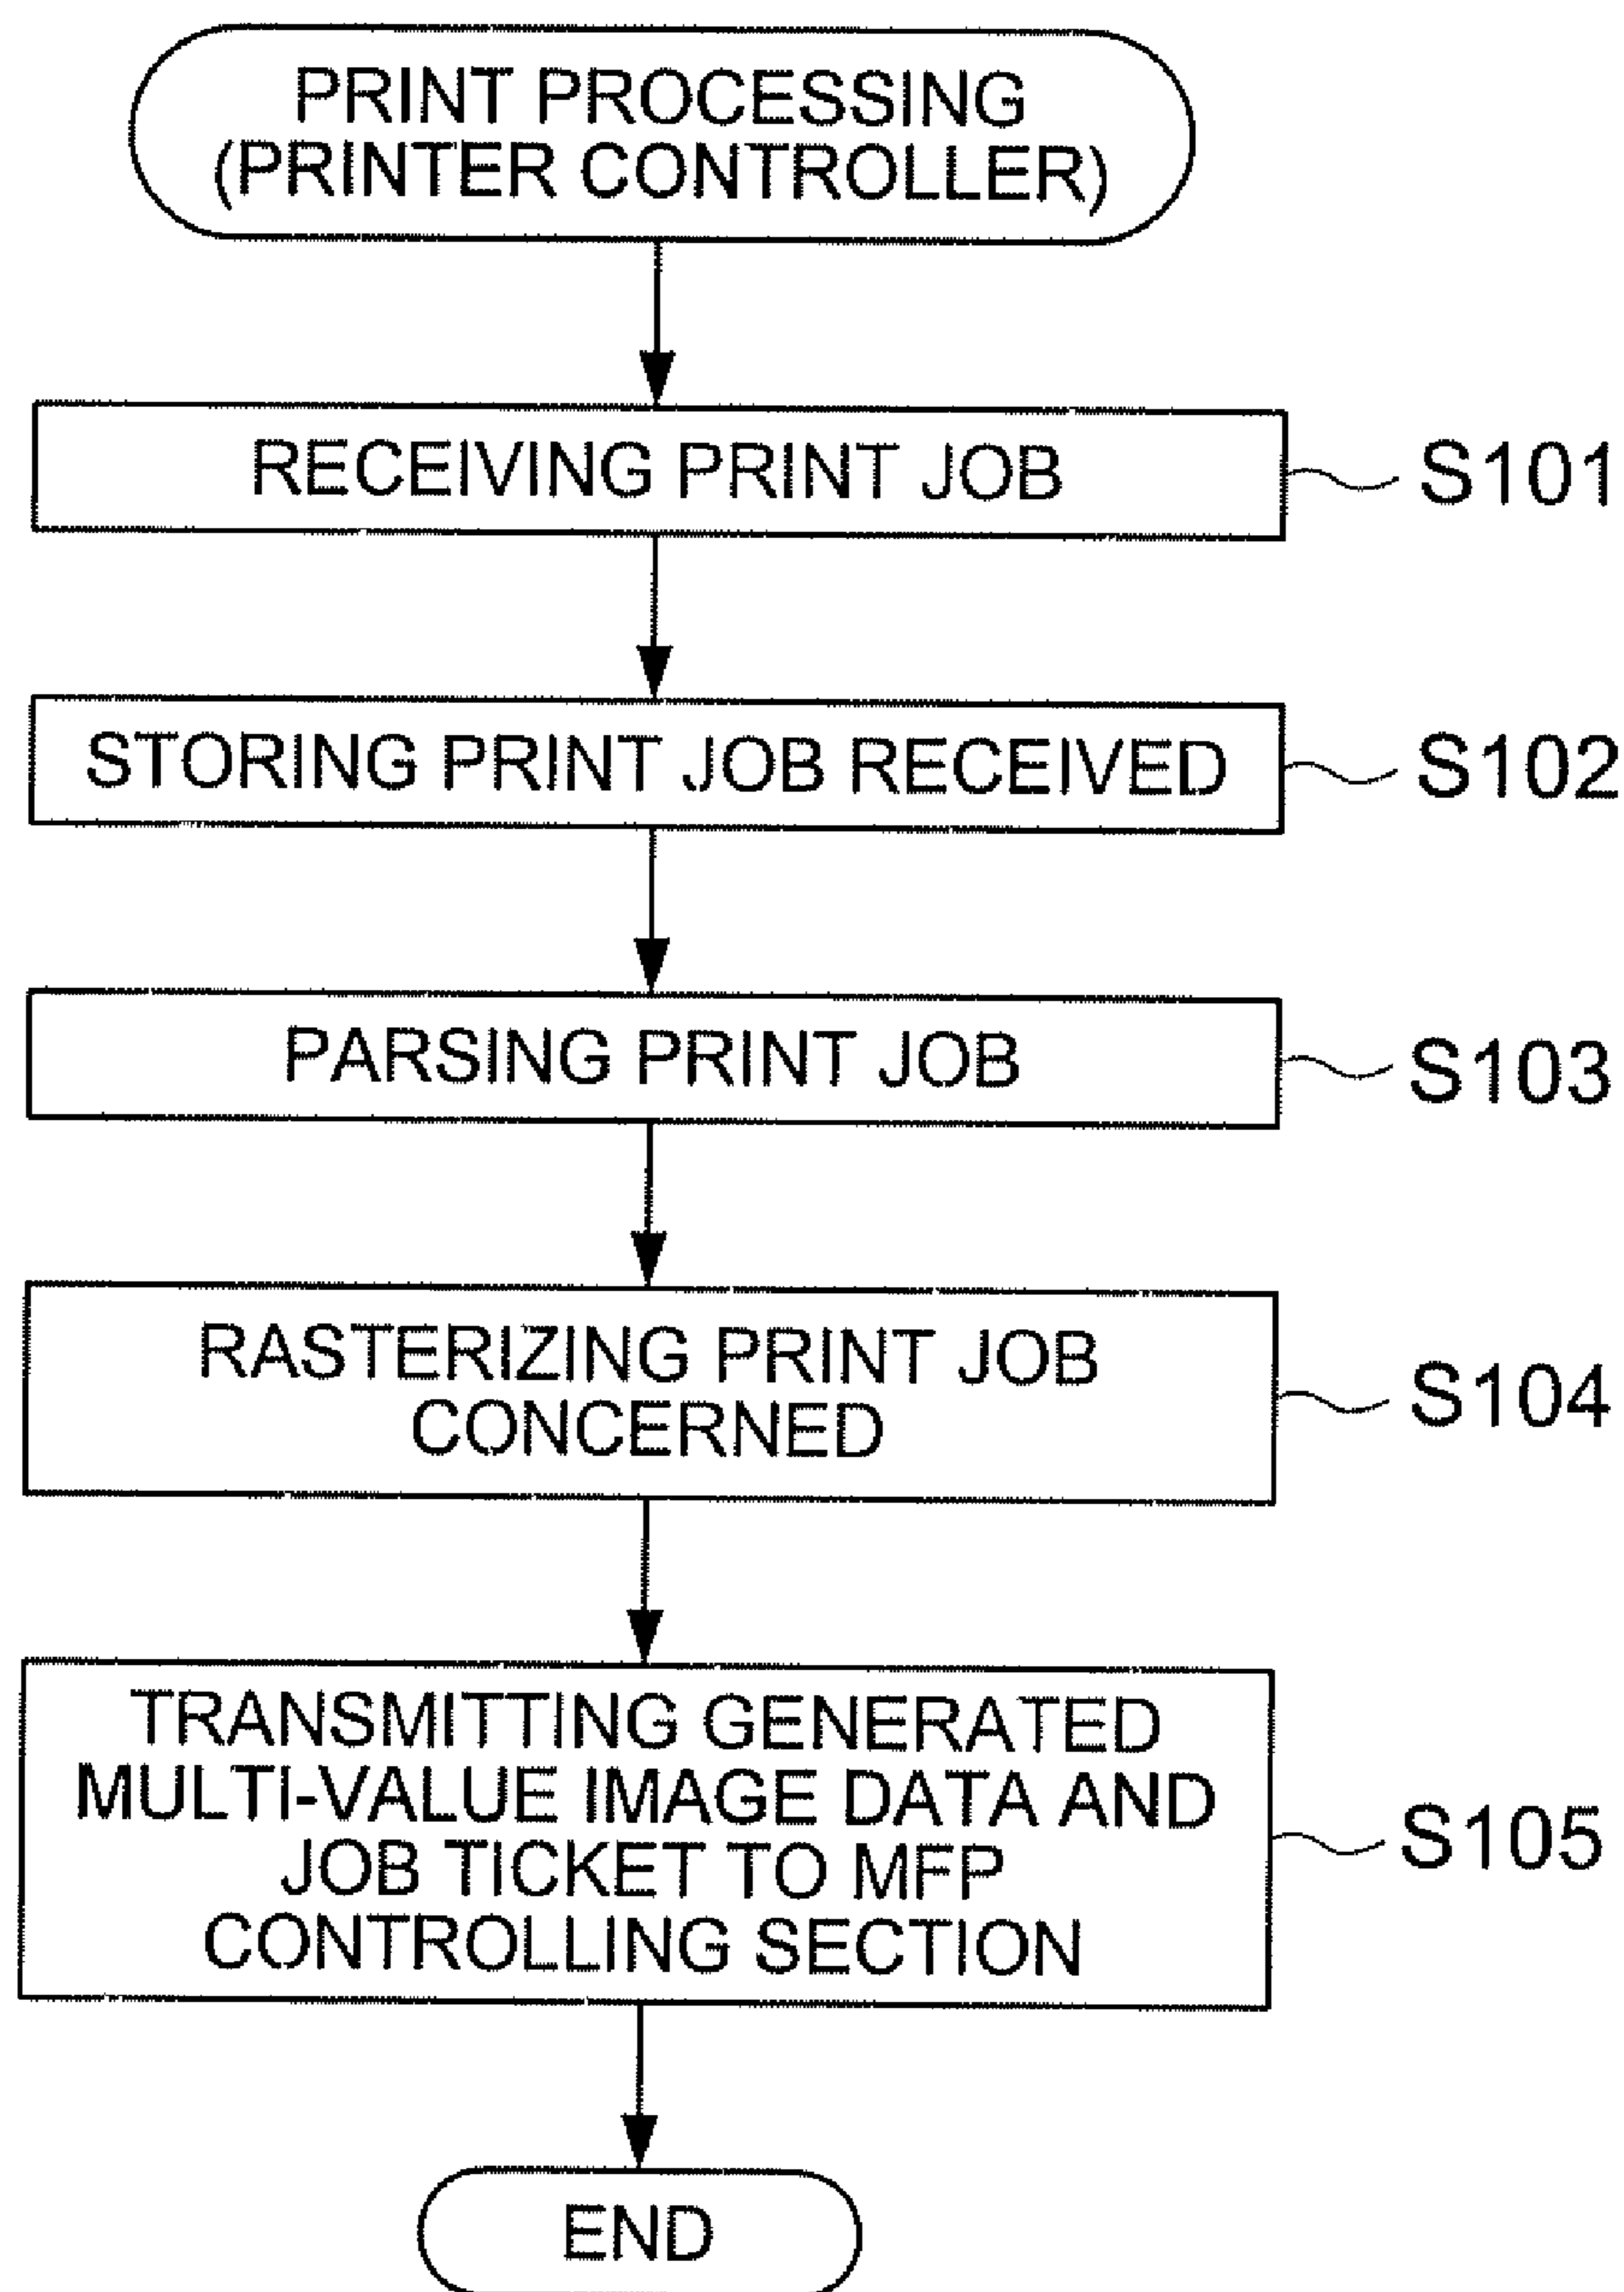 PRINT PROCESSING
(PRINTER CONTROLLER)
RECEIVING PRINT JOB
S101
STORING PRINT JOB RECEIVED
S102
PARSING PRINT JOB
S103
RASTERIZING PRINT JOB
CONCERNED
S104
TRANSMITTING GENERATED
MULTI-VALUE IMAGE DATA AND
JOB TICKET TO MFP
CONTROLLING SECTION
S105
END